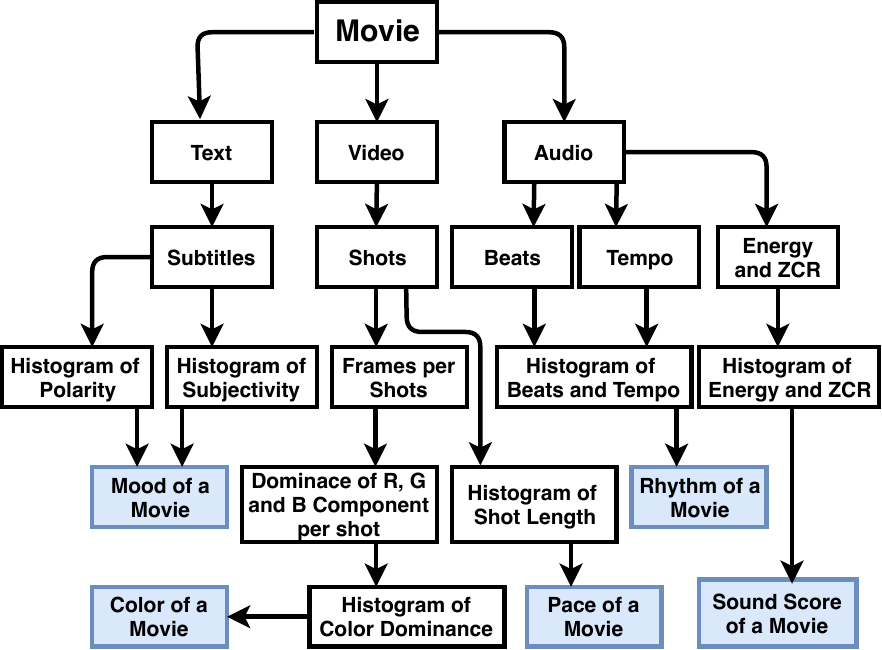 Movie
Text
Video
Audio
Subtitles
Shots
Beats
Tempo
Energy
and ZCR
Histogram of
Polarity
Histogram of
Subjectivity
Frames per
Shots
Histogram of
Beats and Tempo
Histogram of
Energy and ZCR
Mood of a
Movie
Dominace of R, G
and B Component
per shot
Histogram of
Shot Length
Rhythm of a
Movie
Color of a
Movie
Histogram of
Color Dominance
Pace of a
Movie
Sound Score
of a Movie